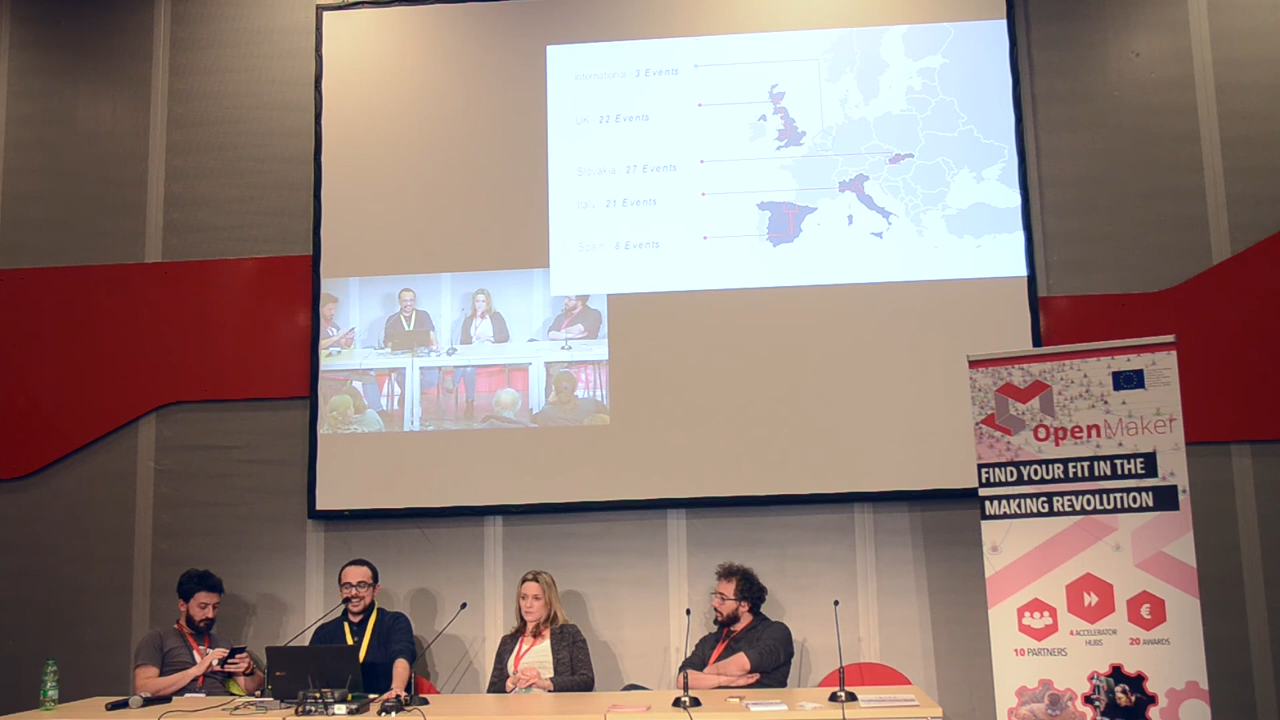 International : 3 Events
UK : 22 Events
Slovakia : 27 Events
Italy : 21 Events
Spain : 6 Events
OpenMaker
FIND YOUR FIT IN THE
MAKING REVOLUTION
10 PARTNERS
4 ACCELERATOR
HUBS
€
20 AWARDS